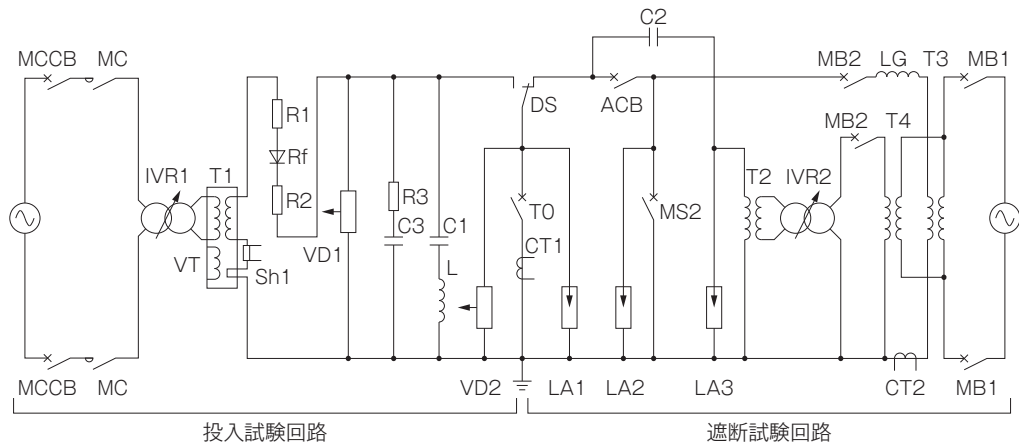 C2
MCCB MC
MB2 LG T3 MB1
R1
DS
ACB
MB2 T4
Rf
IVR1 T1
R2
R3
T0
T2 IVR2
MS2
C3
C1
VT
VD1
CT1
Sh1
L
MCCB MC
VD2 LA1 LA2 LA3
CT2 MB1
投入試験回路 遮断試験回路